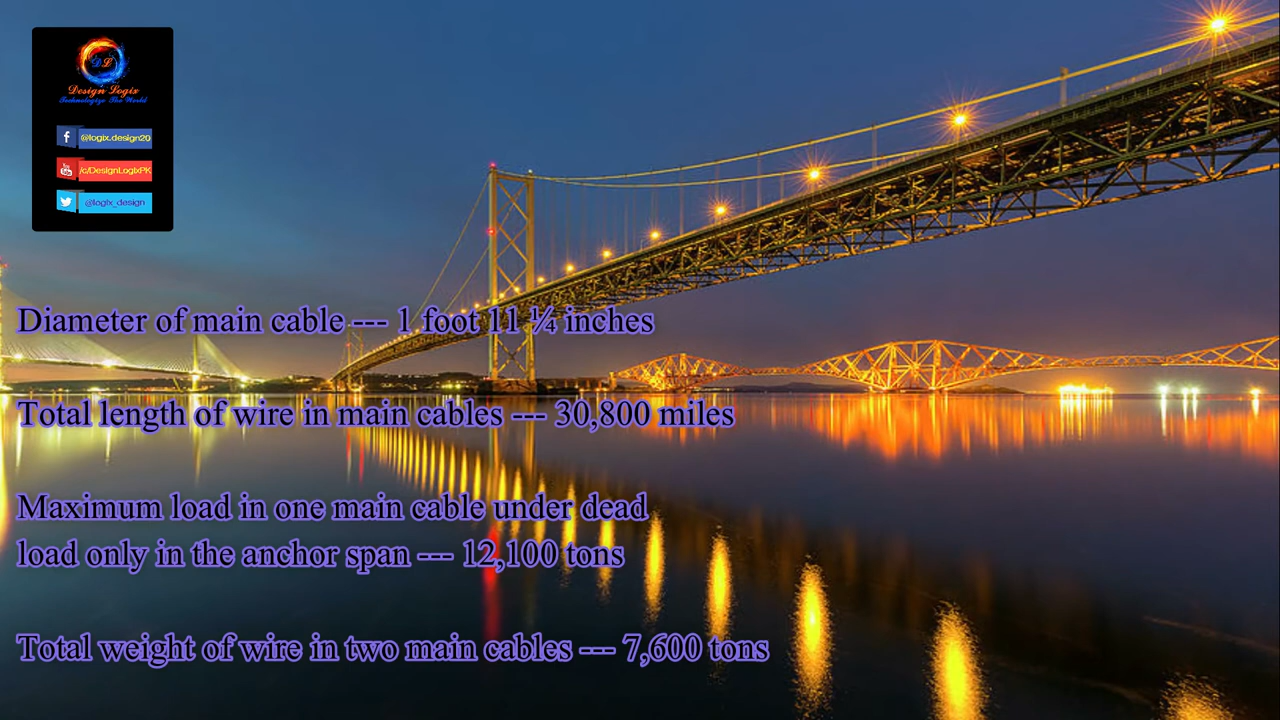 DL
Design Logix
Technologize The World
@logix.design20
/c/DesignLogixPK
@logix_design
Diameter of main cable --- 1 foot 11 ¼ inches
Total length of wire in main cables --- 30,800 miles
Maximum load in one main cable under dead
load only in the anchor span --- 12,100 tons
Total weight of wire in two main cables --- 7,600 tons